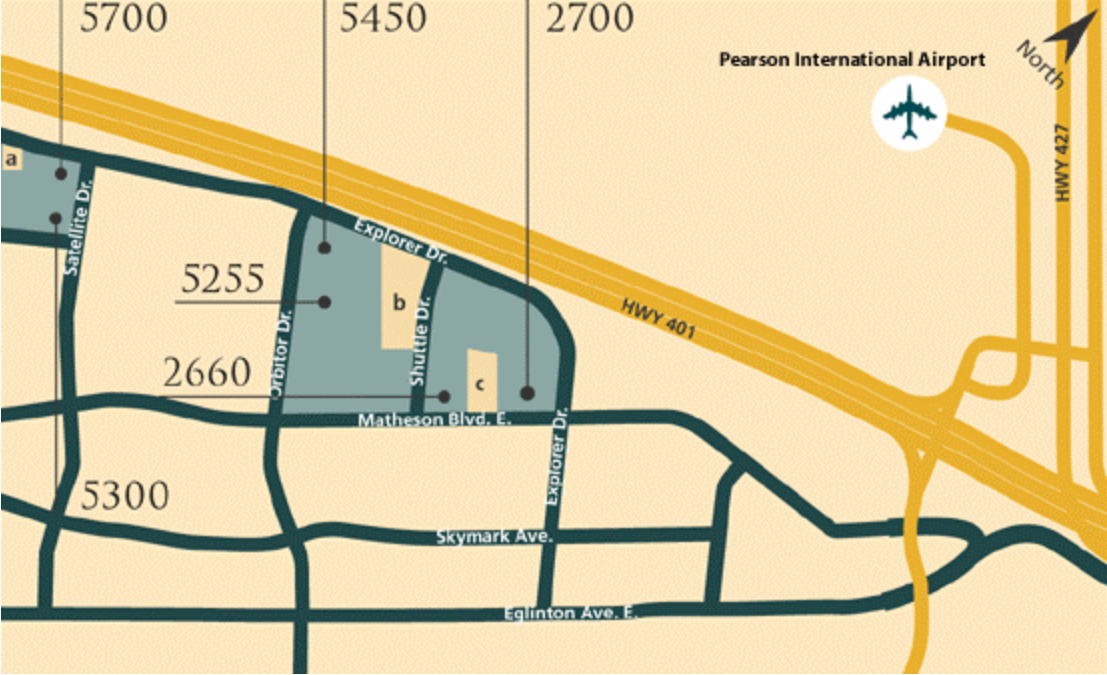 5700
5450
2700
Pearson International Airport
North
HWY 427
a
Satellite Dr.
Explorer Dr.
5255
b
HWY 401
Orbitor Dr.
Shuttle Dr.
2660
c
Matheson Blvd. E.
Explorer Dr.
5300
Skymark Ave.
Eglinton Ave. E.